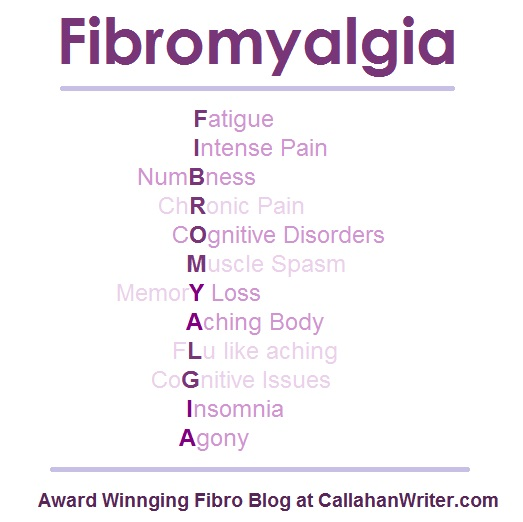 Fibromyalgia
Fatigue
Intense Pain
NumBness
ChRonic Pain
COgnitive Disorders
Muscle Spasm
MemorY Loss
Aching Body
FLu like aching
CoGnitive Issues
Insomnia
Agony
Award Winnging Fibro Blog at CallahanWriter.com